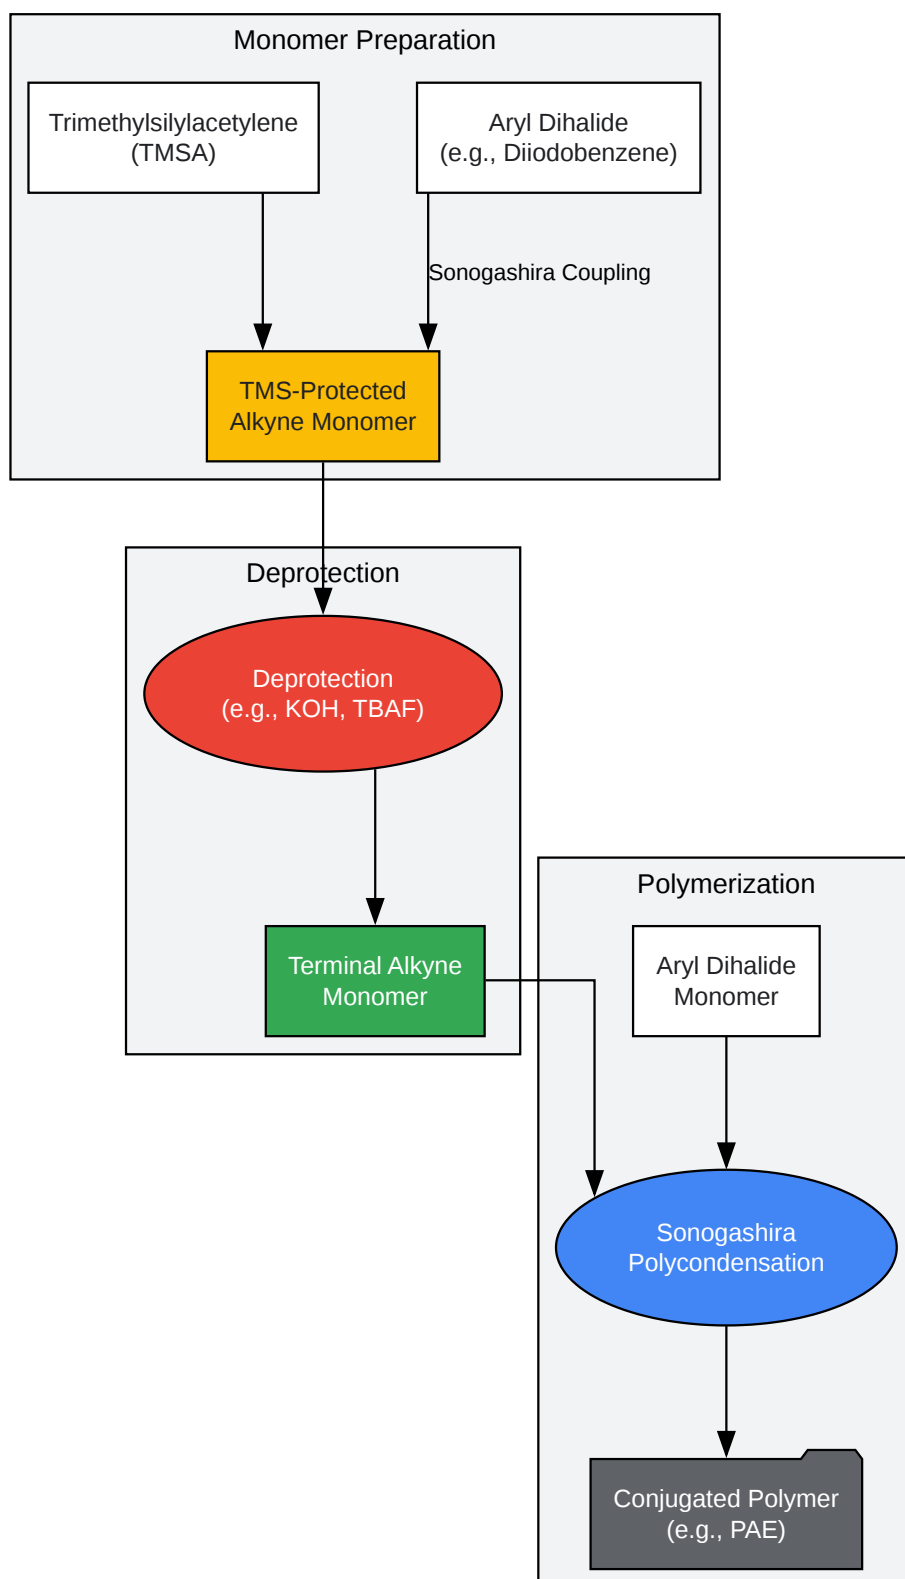 Monomer Preparation
Trimethylsilylacetylene
(TMSA)
Aryl Dihalide
(e.g., Diiodobenzene)
Sonogashira Coupling
TMS-Protected
Alkyne Monomer
Deprotection
Deprotection
(e.g., KOH, TBAF)
Terminal Alkyne
Monomer
Polymerization
Aryl Dihalide
Monomer
Sonogashira
Polycondensation
Conjugated Polymer
(e.g., PAE)